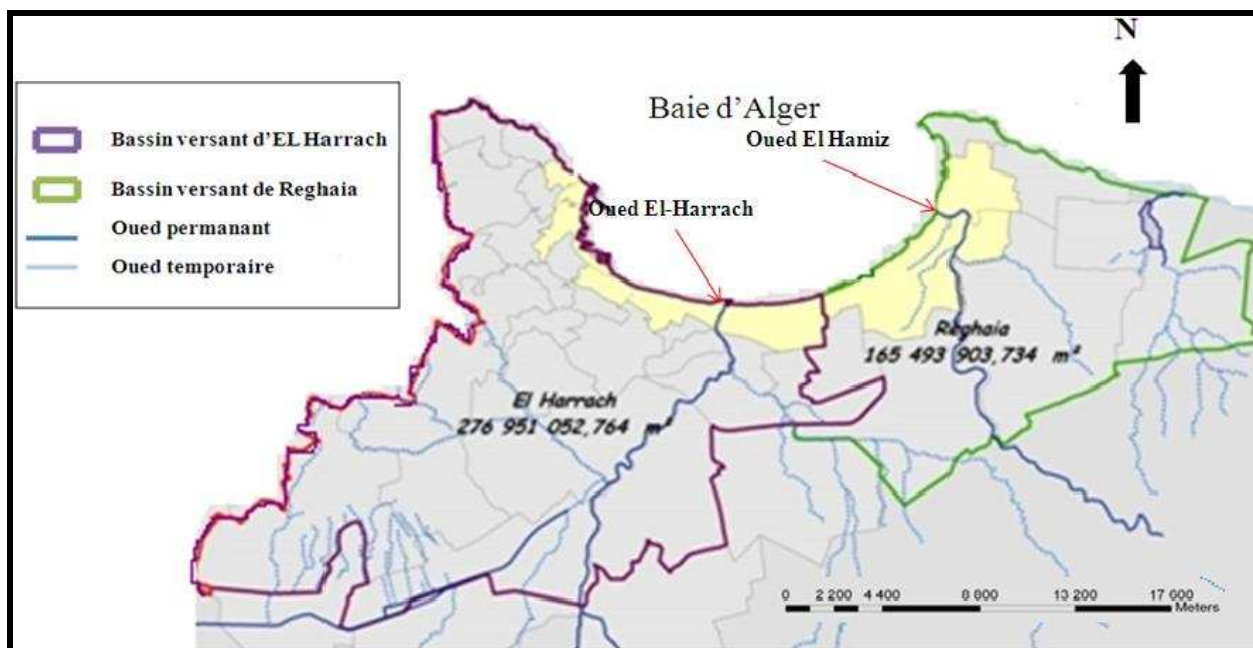 N
Bassin versant d'EL Harrach
Bassin versant de Reghaia
Oued permanant
Oued temporaire
Baie d'Alger
Oued El Hamiz
Oued El-Harrach
Reghaia
165 493 903,734 m²
El Harrach
276 951 052,764 m²
0 2 200 4 400 8 800 13 200 17 600
Meters